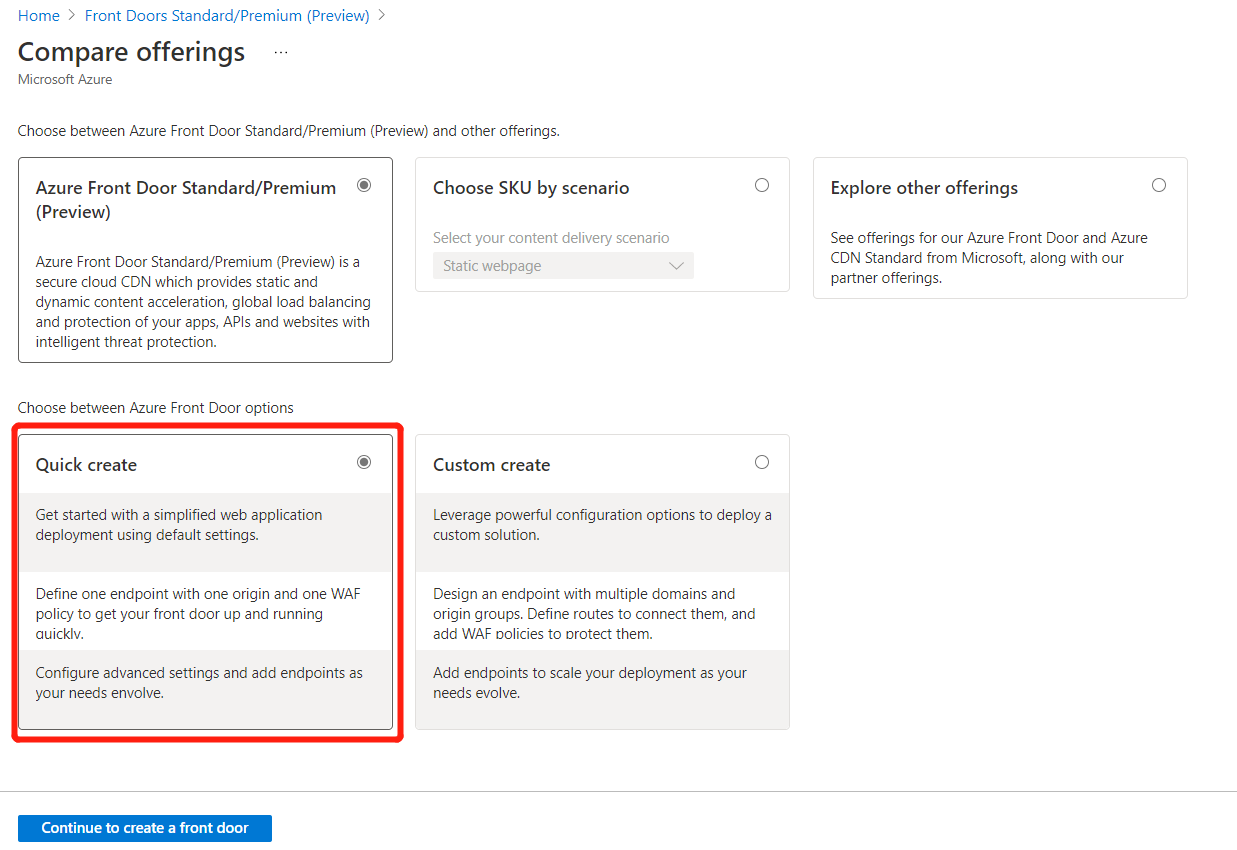 Home > Front Doors Standard/Premium (Preview) >
Compare offerings ...
Microsoft Azure
Choose between Azure Front Door Standard/Premium (Preview) and other offerings.
Azure Front Door Standard/Premium
(Preview)
Azure Front Door Standard/Premium (Preview) is a
secure cloud CDN which provides static and
dynamic content acceleration, global load balancing
and protection of your apps, APIs and websites with
intelligent threat protection.
Choose SKU by scenario
Select your content delivery scenario
Static webpage
Explore other offerings
See offerings for our Azure Front Door and Azure
CDN Standard from Microsoft, along with our
partner offerings.
Choose between Azure Front Door options
Quick create
Get started with a simplified web application
deployment using default settings.
Define one endpoint with one origin and one WAF
policy to get your front door up and running
quickly.
Configure advanced settings and add endpoints as
your needs envolve.
Custom create
Leverage powerful configuration options to deploy a
custom solution.
Design an endpoint with multiple domains and
origin groups. Define routes to connect them, and
add WAF policies to protect them.
Add endpoints to scale your deployment as your
needs evolve.
Continue to create a front door